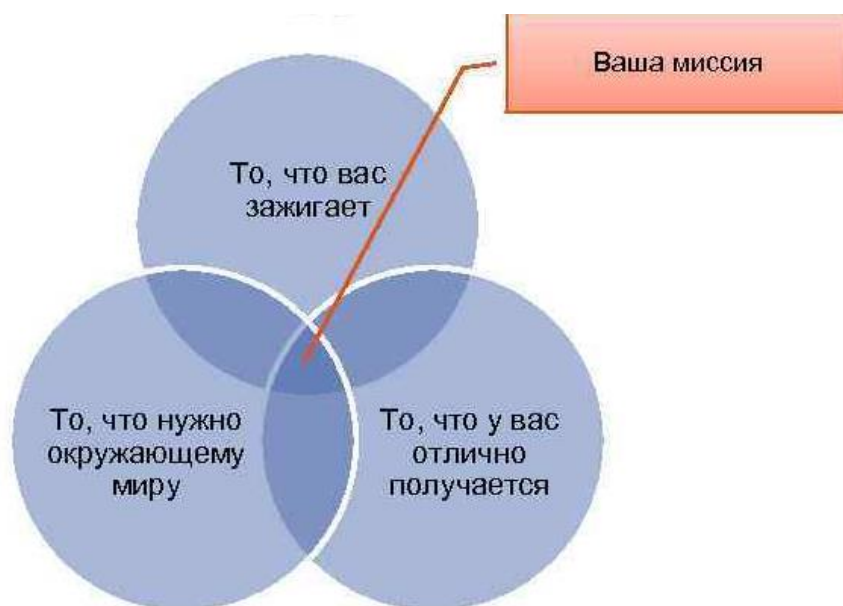 Ваша миссия
То, что вас
зажигает
То, что нужно
окружающему
миру
То, что у вас
отлично
получается